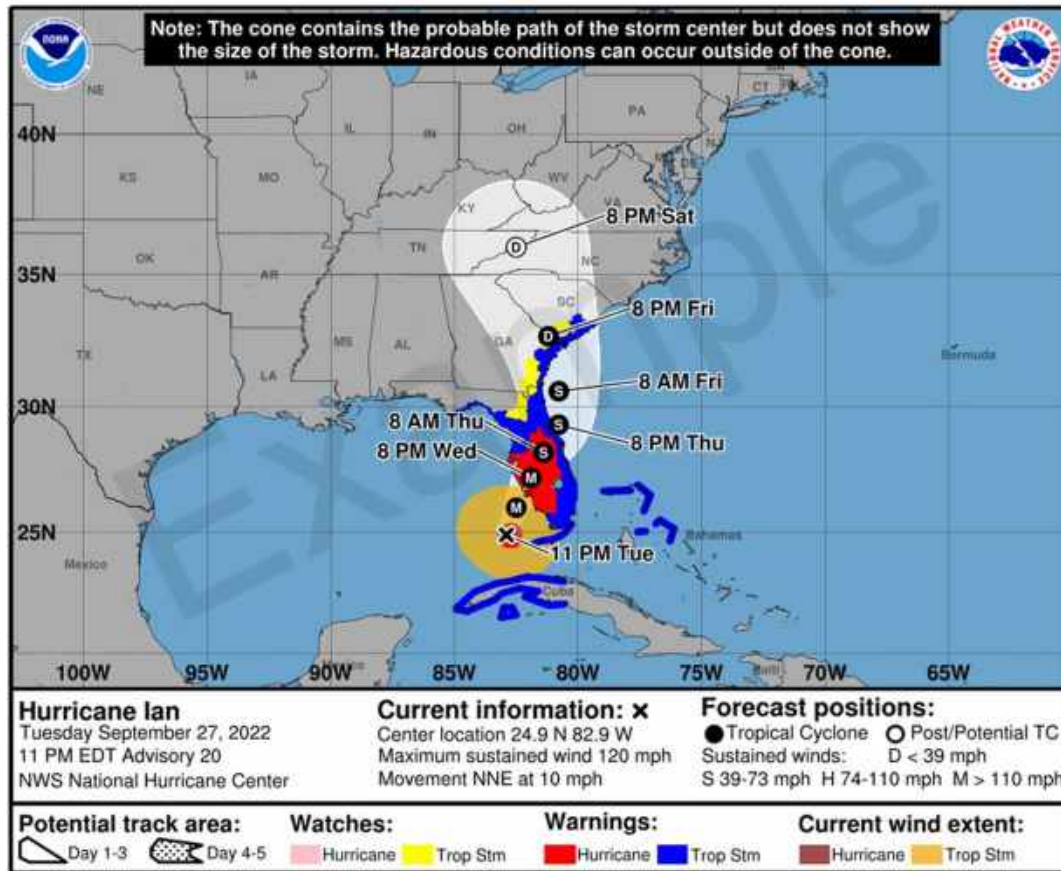 Note: The cone contains the probable path of the storm center but does not show
the size of the storm. Hazardous conditions can occur outside of the cone.
NOAA
NATIONAL WEATHER SERVICE
Example
NE
IA
IL
IN
OH
PA
CT
NJ
DE
40N
KS
MO
KY
WV
VA
8 PM Sat
D
OK
AR
TN
NC
35N
SC
8 PM Fri
D
TX
LA
MS
AL
GA
Bermuda
8 AM Fri
S
30N
8 AM Thu
S
8 PM Thu
8 PM Wed
S
M
M
25N
11 PM Tue
Mexico
Bahamas
Cuba
Mexico
Haiti
100W 95W 90W 85W 80W 75W 70W 65W
Hurricane Ian
Tuesday September 27, 2022
11 PM EDT Advisory 20
NWS National Hurricane Center
Current information: x
Center location 24.9 N 82.9 W
Maximum sustained wind 120 mph
Movement NNE at 10 mph
Forecast positions:
Tropical Cyclone Post/Potential TC
Sustained winds: D < 39 mph
S 39-73 mph H 74-110 mph M > 110 mph
Potential track area:
Day 1-3 Day 4-5
Watches:
Hurricane Trop Stm
Warnings:
Hurricane Trop Stm
Current wind extent:
Hurricane Trop Stm